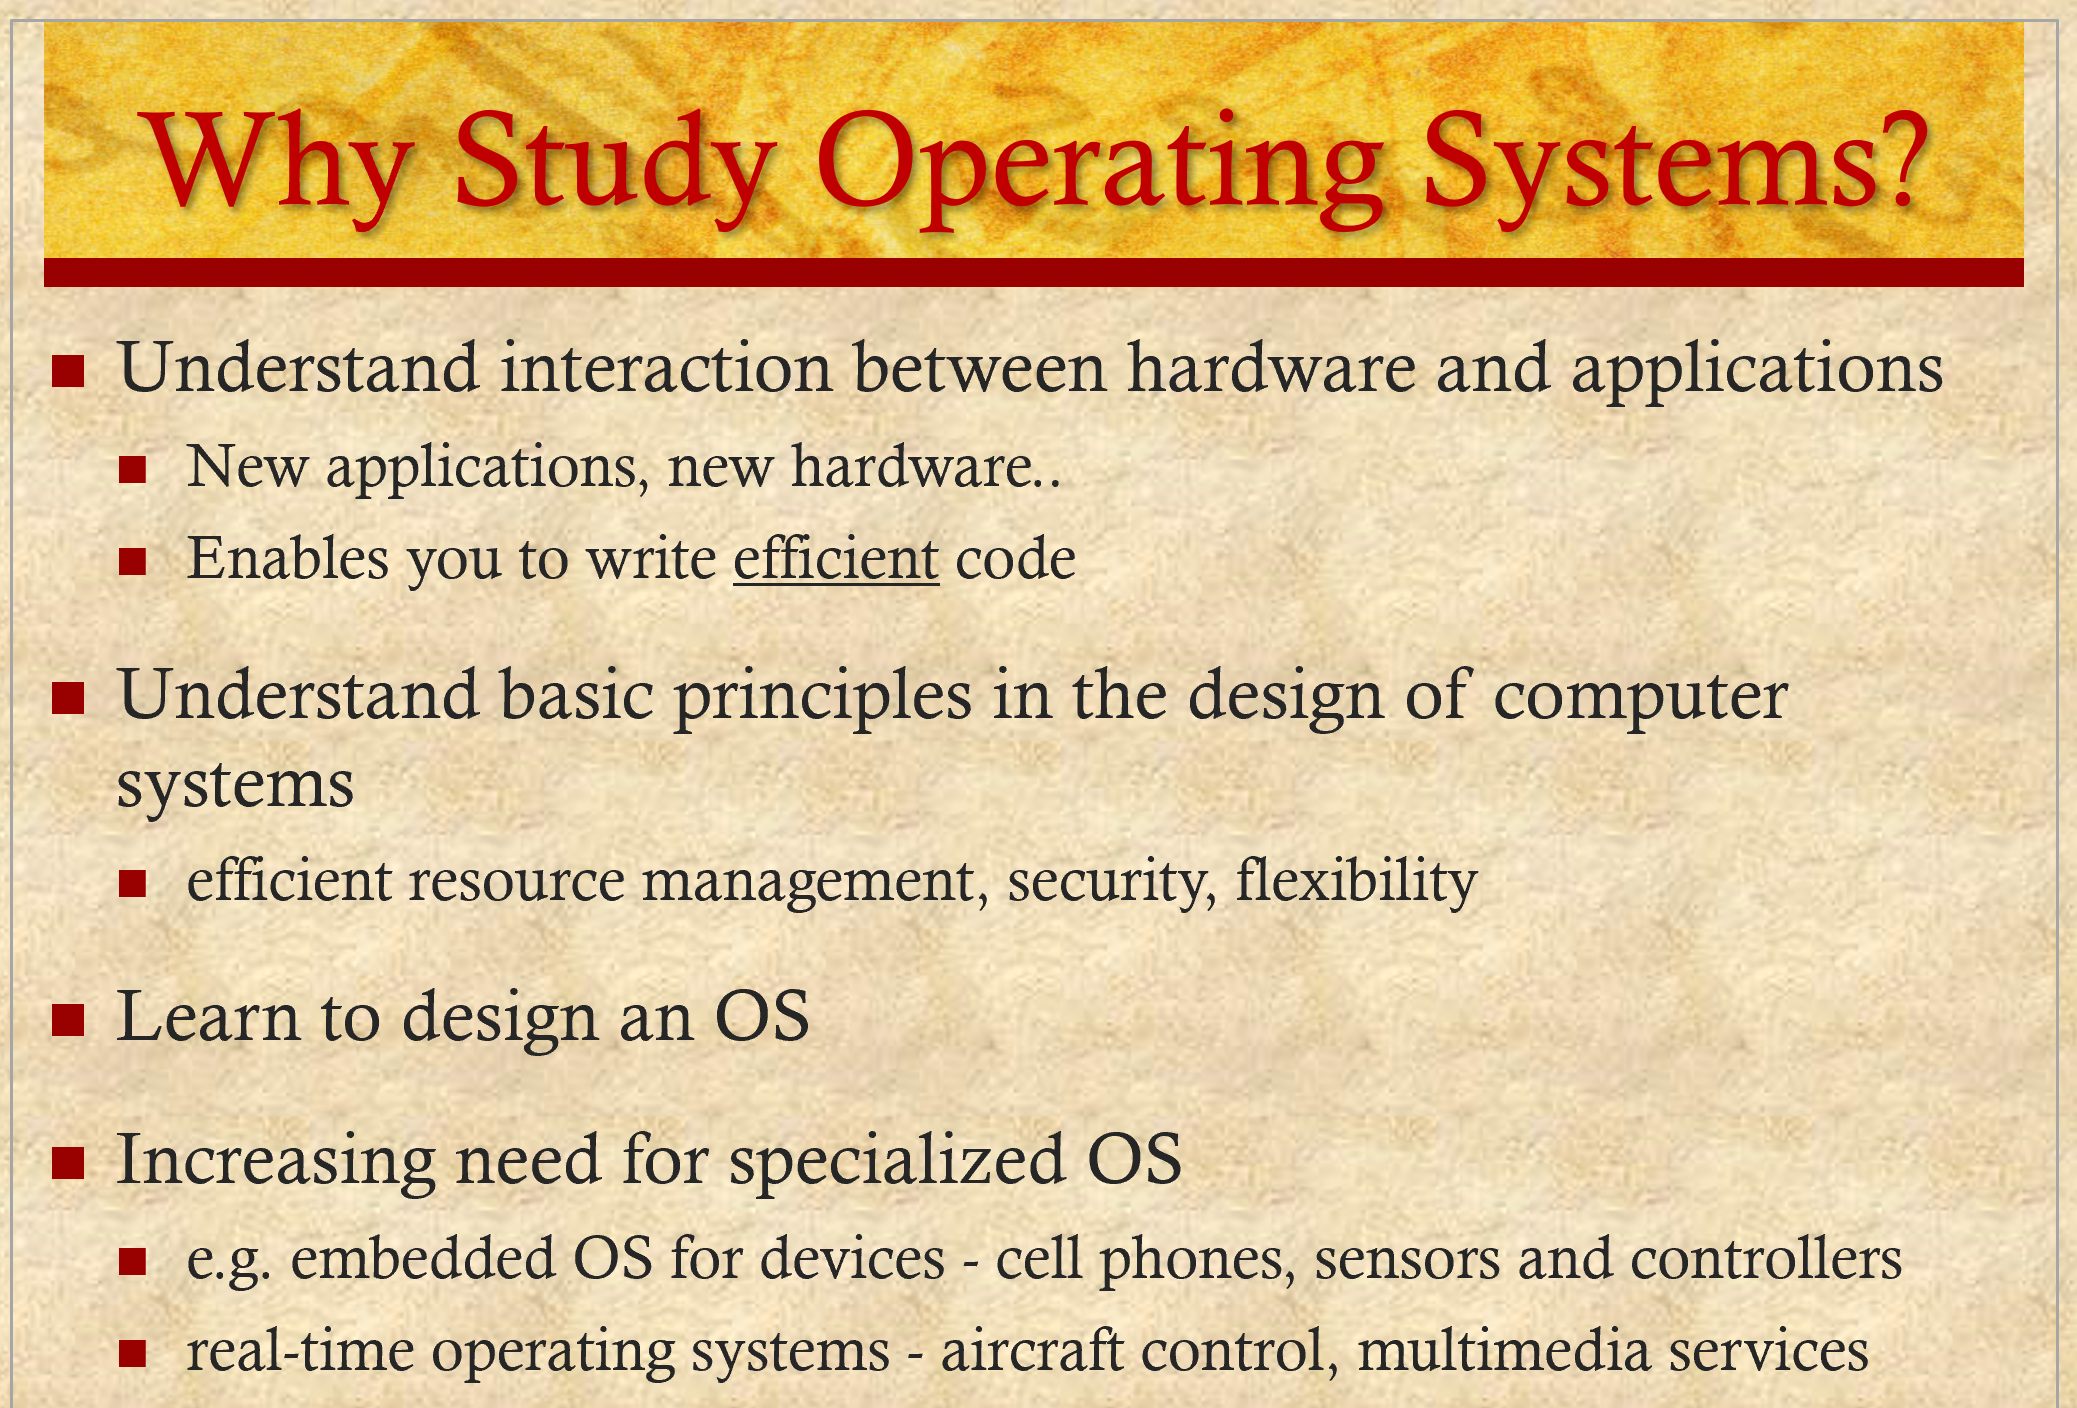 Why Study Operating Systems?
Understand interaction between hardware and applications
New applications, new hardware..
Enables you to write efficient code
Understand basic principles in the design of computer
systems
efficient resource management, security, flexibility
Learn to design an OS
Increasing need for specialized OS
e.g. embedded OS for devices - cell phones, sensors and controllers
real-time operating systems - aircraft control, multimedia services